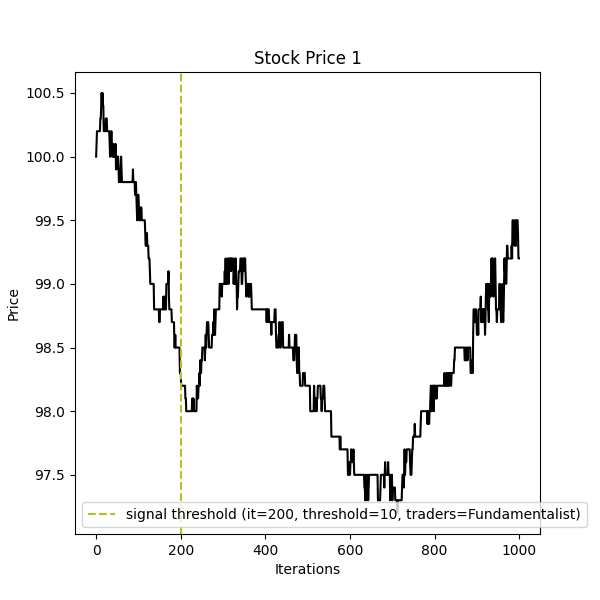 Stock Price 1
100.5
100.0
99.5
99.0
98.5
98.0
97.5
Price
signal threshold (it=200, threshold=10, traders=Fundamentalist)
0 200 400 600 800 1000
Iterations